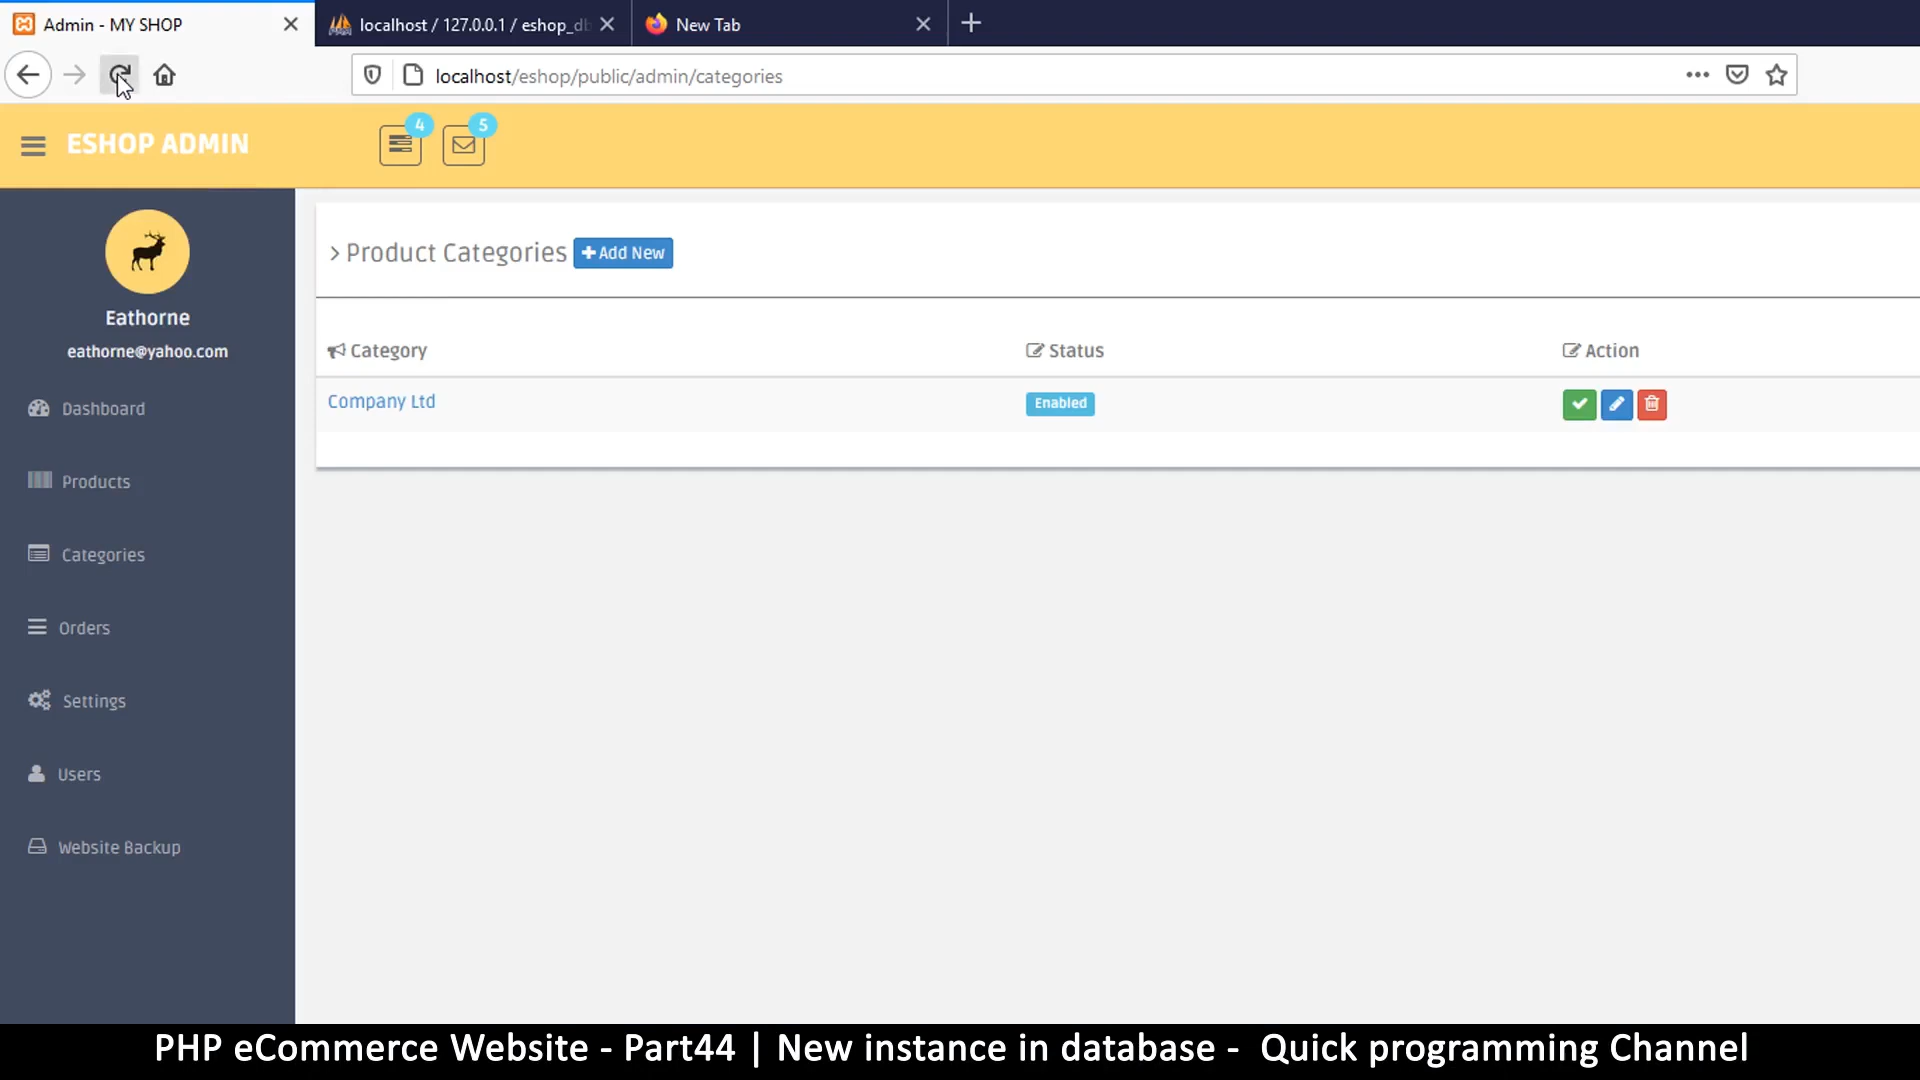 Admin - MY SHOP
localhost / 127.0.0.1 / eshop_db
New Tab
localhost/eshop/public/admin/categories
ESHOP ADMIN
4
5
Product Categories
Add New
Eathorne
eathorne@yahoo.com
Category
Status
Action
Company Ltd
Enabled
Dashboard
Products
Categories
Orders
Settings
Users
Website Backup
PHP eCommerce Website - Part44 | New instance in database - Quick programming Channel